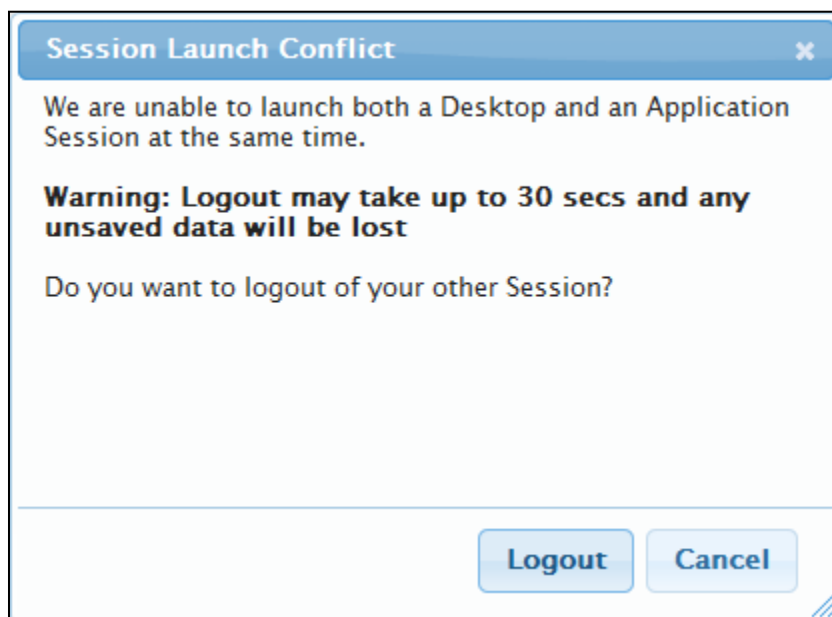 Session Launch Conflict
We are unable to launch both a Desktop and an Application
Session at the same time.
Warning: Logout may take up to 30 secs and any
unsaved data will be lost
Do you want to logout of your other Session?
Logout Cancel